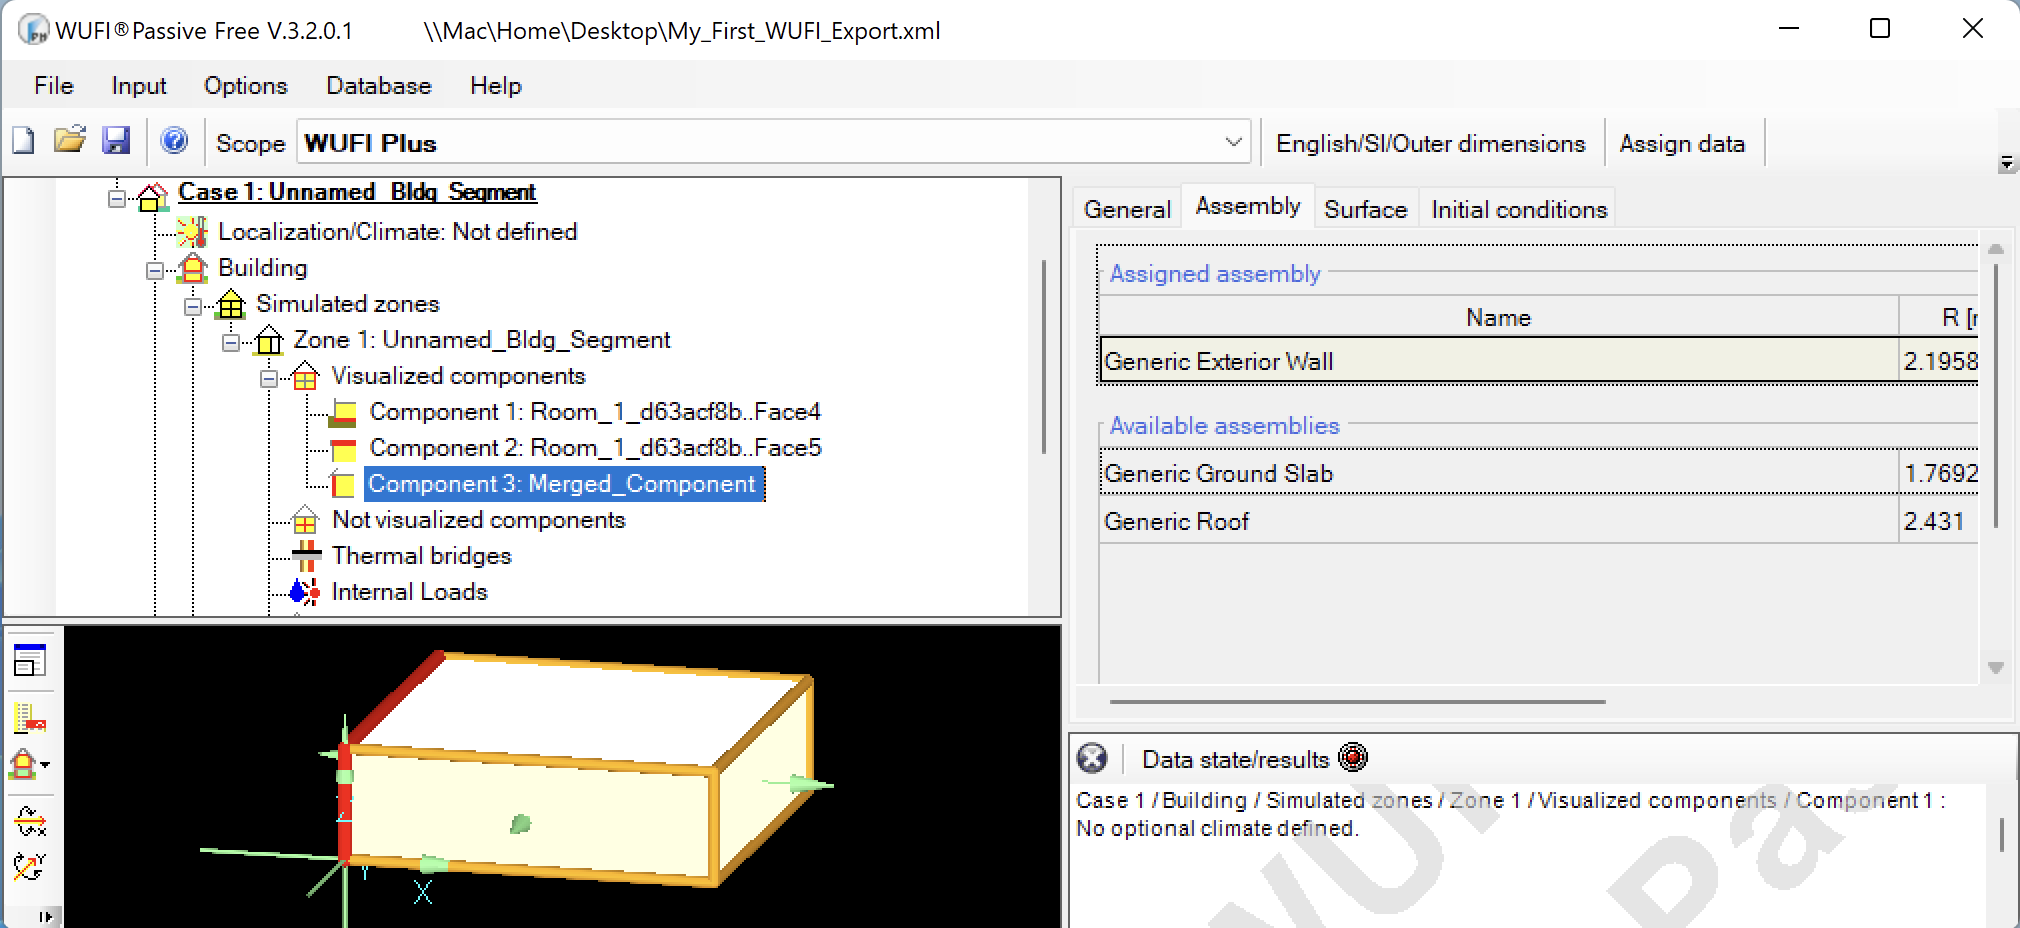 WUFI®Passive Free V.3.2.0.1 \\Mac\Home\Desktop\My_First_WUFI_Export.xml
File Input Options Database Help
Scope WUFI Plus English/SI/Outer dimensions Assign data
Case 1: Unnamed_Bldg_Segment
Localization/Climate: Not defined
Building
Simulated zones
Zone 1: Unnamed_Bldg_Segment
Visualized components
Component 1: Room_1_d63acf8b..Face4
Component 2: Room_1_d63acf8b..Face5
Component 3: Merged_Component
Not visualized components
Thermal bridges
Internal Loads
General Assembly Surface Initial conditions
Assigned assembly
Name R [
Generic Exterior Wall 2.1958
Available assemblies
Generic Ground Slab 1.7692
Generic Roof 2.431
Y
X
Z
Data state/results
Case 1 / Building / Simulated zones / Zone 1 / Visualized components / Component 1 :
No optional climate defined.
WUFI
Pa